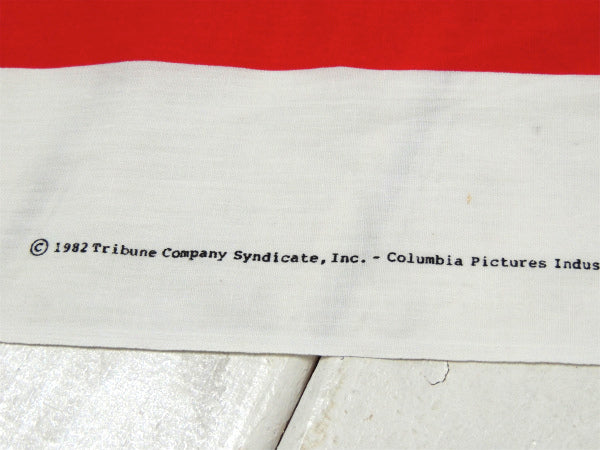 © 1982 Tribune Company Syndicate, Inc. - Columbia Pictures Indus